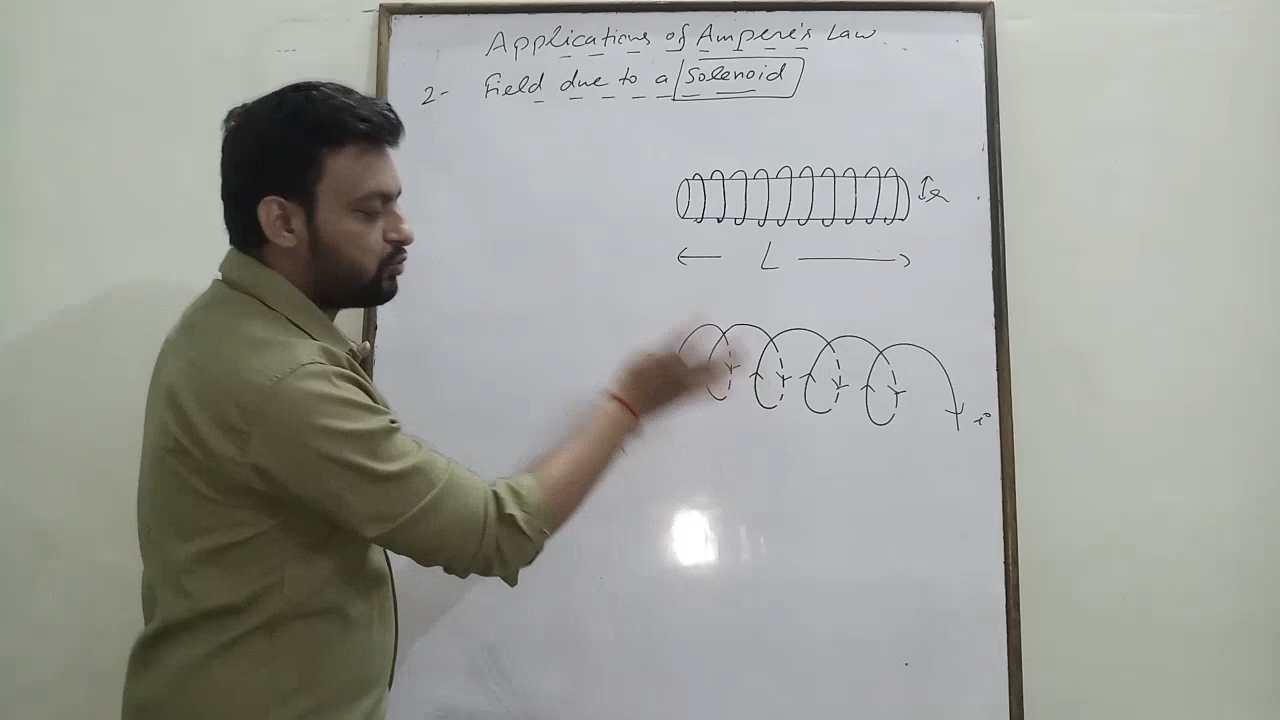 Applications of Ampere's Law
2- Field due to a Solenoid
L